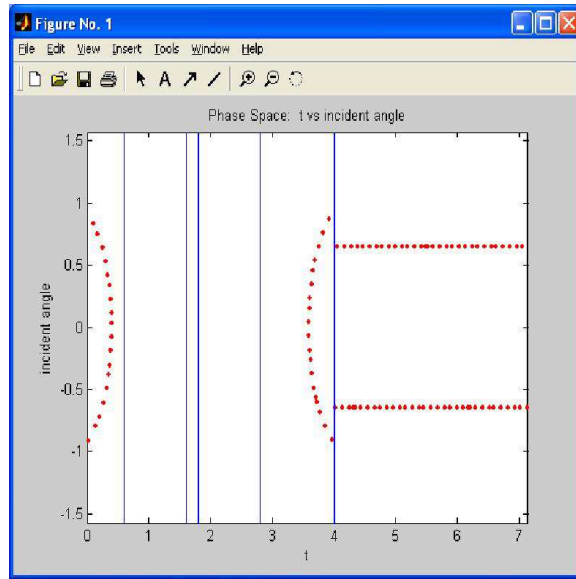 Figure No. 1
File Edit View Insert Tools Window Help
A
Phase Space: t vs incident angle
1.5
1
0.5
0
-0.5
-1
-1.5
incident angle
0 1 2 3 4 5 6 7
t